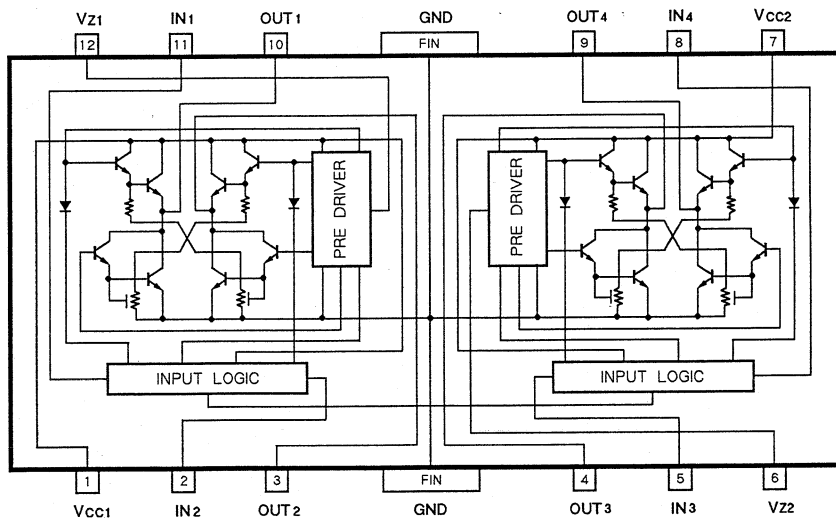 VZ1 IN1 OUT1 GND OUT4 IN4 VCC2
12 11 10 FIN 9 8 7
PRE DRIVER PRE DRIVER
INPUT LOGIC INPUT LOGIC
1 2 3 FIN 4 5 6
VCC1 IN2 OUT2 GND OUT3 IN3 VZ2